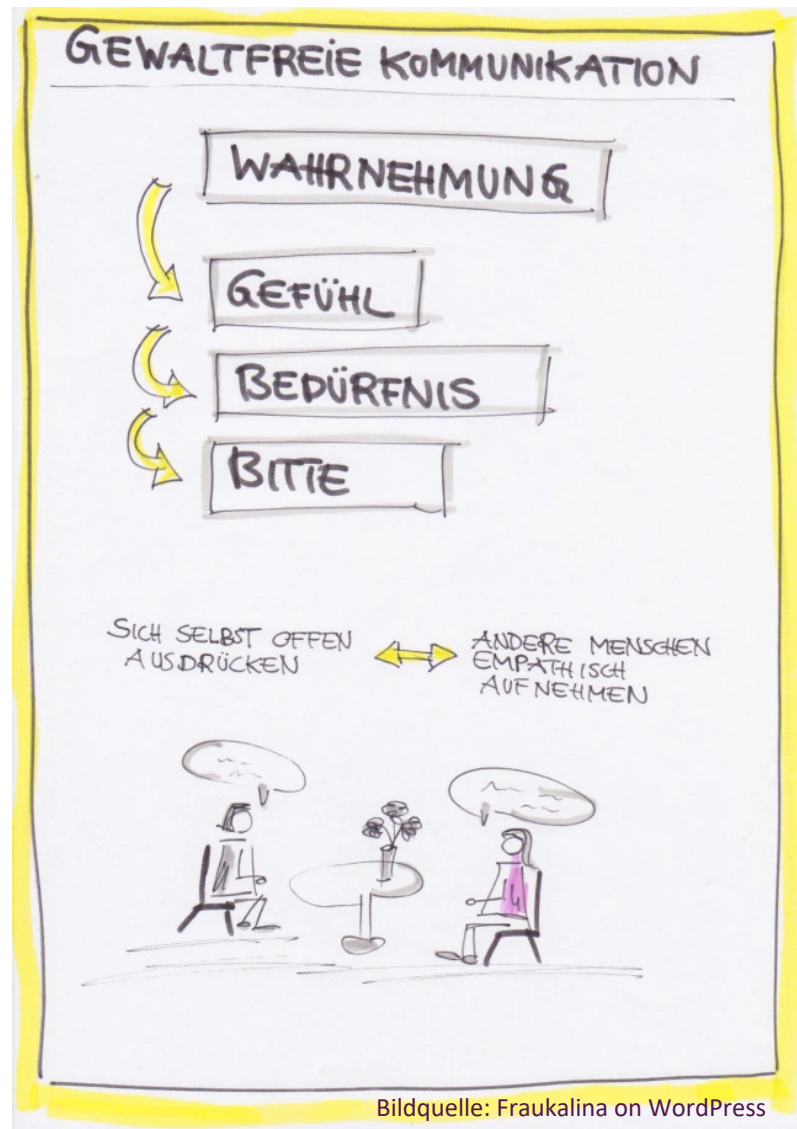 GEWALTFREIE KOMMUNIKATION
WAHRNEHMUNG
GEFÜHL
BEDÜRFNIS
BITTE
SICH SELBST OFFEN
AUSDRÜCKEN
ANDERE MENSCHEN
EMPATHISCH
AUFNEHMEN
Bildquelle: Fraukalina on WordPress